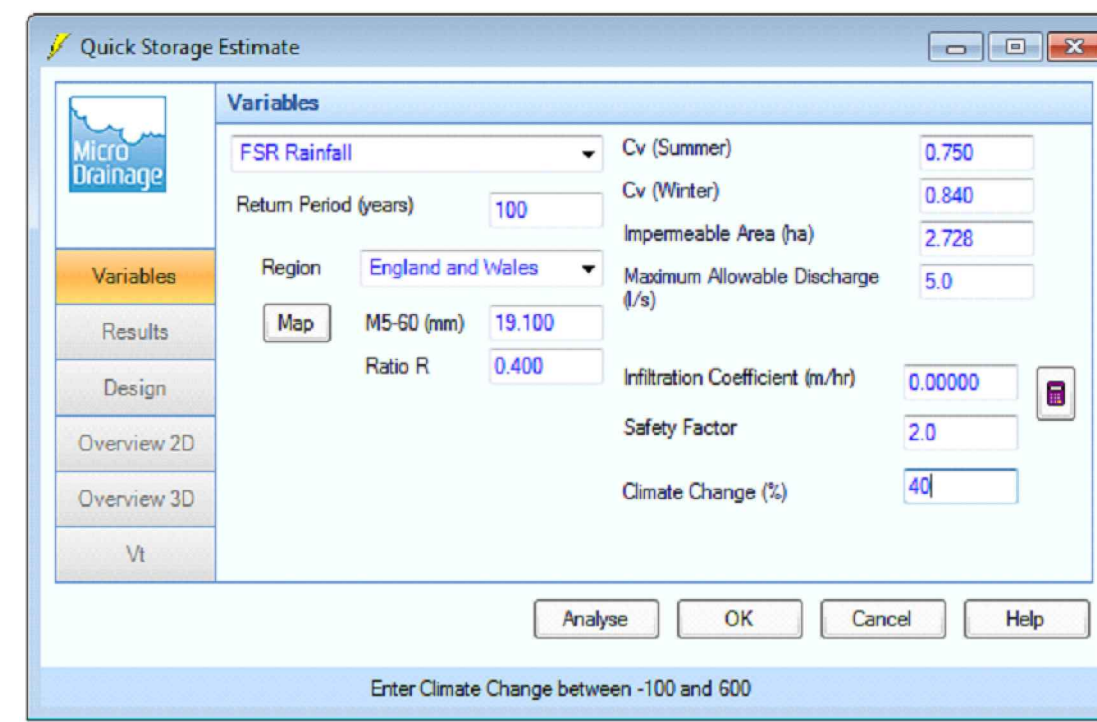 Quick Storage Estimate
Micro
Drainage
Variables
Results
Design
Overview 2D
Overview 3D
Vt
Variables
FSR Rainfall
Return Period (years) 100
Region England and Wales
Map M5-60 (mm) 19.100
Ratio R 0.400
Cv (Summer) 0.750
Cv (Winter) 0.840
Impermeable Area (ha) 2.728
Maximum Allowable Discharge
(l/s) 5.0
Infiltration Coefficient (m/hr) 0.00000
Safety Factor 2.0
Climate Change (%) 40
Analyse OK Cancel Help
Enter Climate Change between -100 and 600